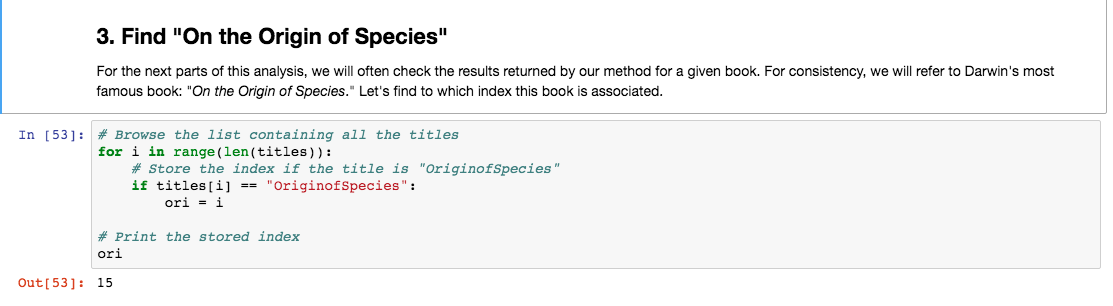 3. Find "On the Origin of Species"
For the next parts of this analysis, we will often check the results returned by our method for a given book. For consistency, we will refer to Darwin's most
famous book: "On the Origin of Species." Let's find to which index this book is associated.
In [53]: # Browse the list containing all the titles
for i in range(len(titles)):
    # Store the index if the title is "OriginofSpecies"
    if titles[i] == "OriginofSpecies":
        ori = i
# Print the stored index
ori
Out[53]: 15